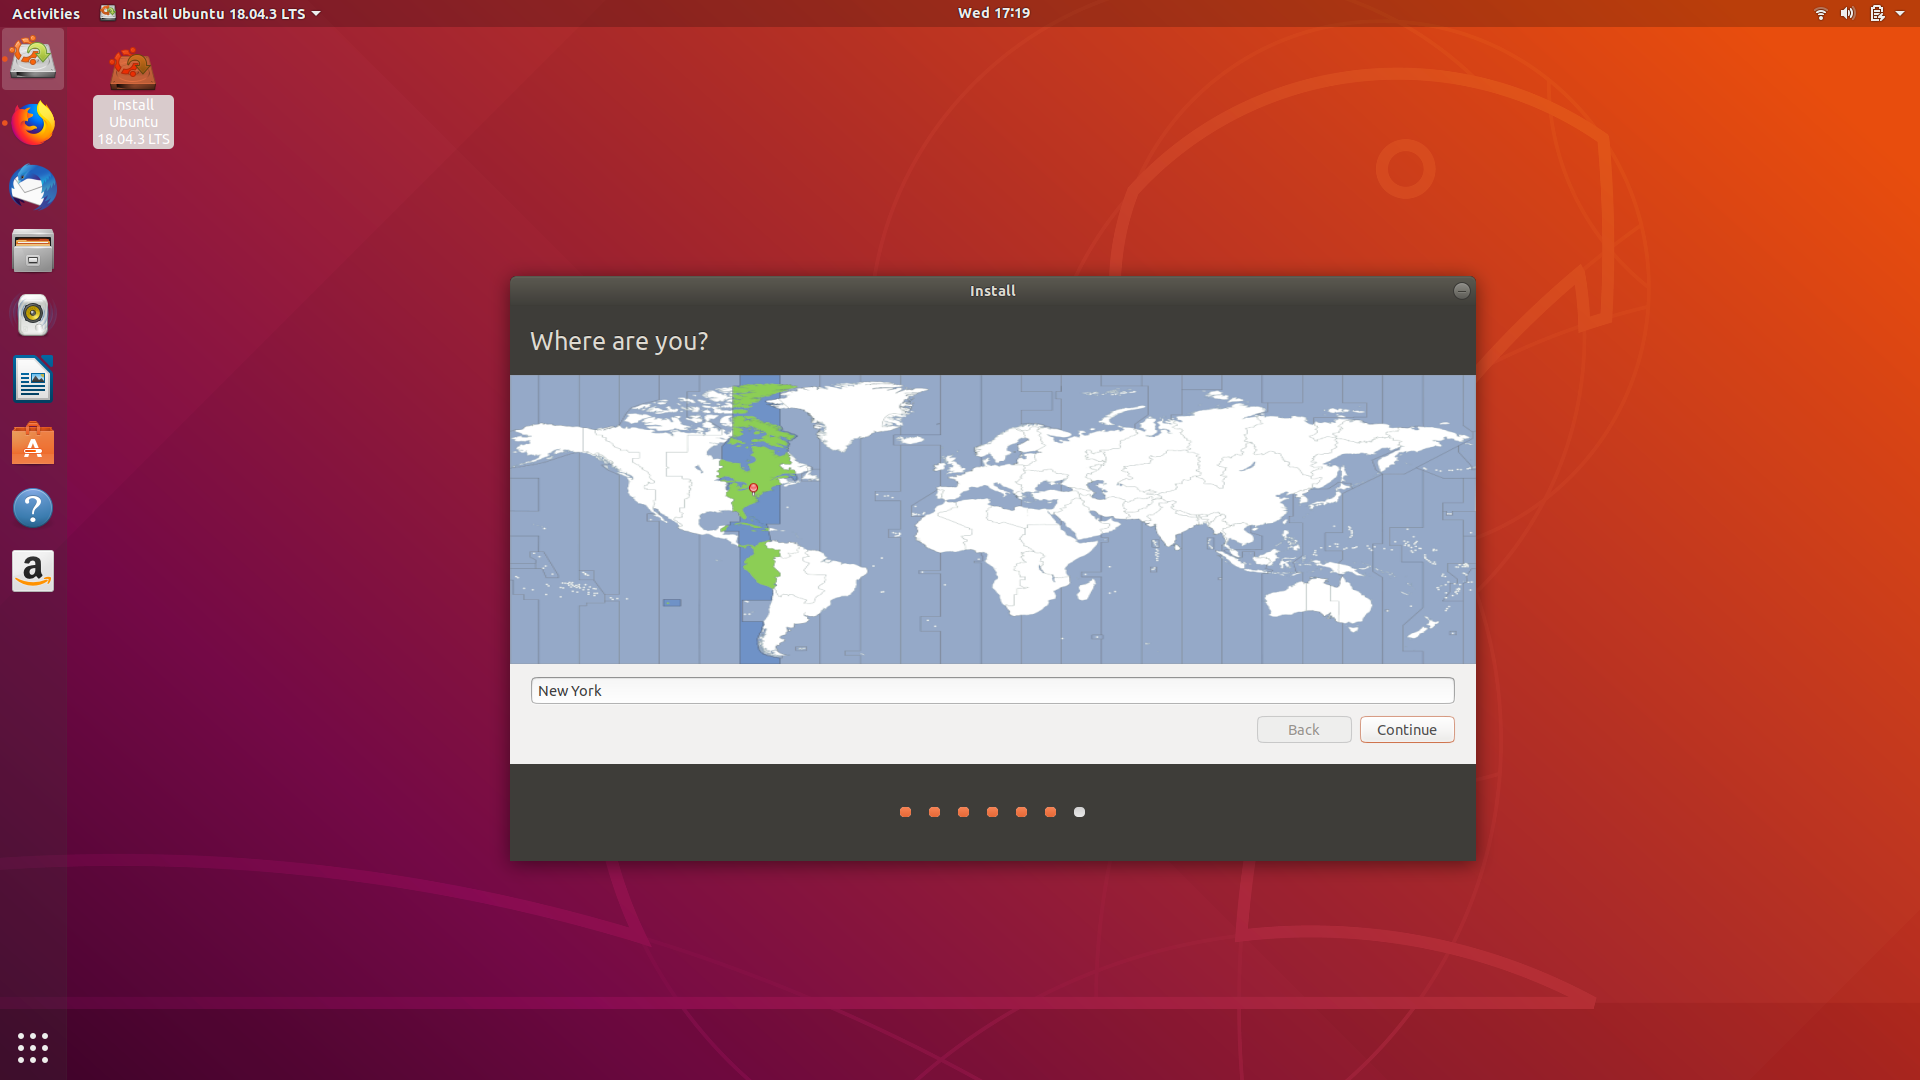 Activities
Install Ubuntu 18.04.3 LTS
Wed 17:19
Install
Ubuntu
18.04.3 LTS
Install
Where are you?
New York
Back
Continue
A
?
a